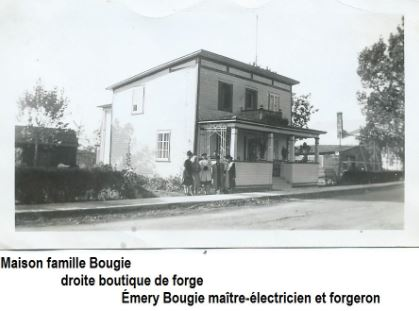 Maison famille Bougie
droite boutique de forge
Émery Bougie maître-électricien et forgeron